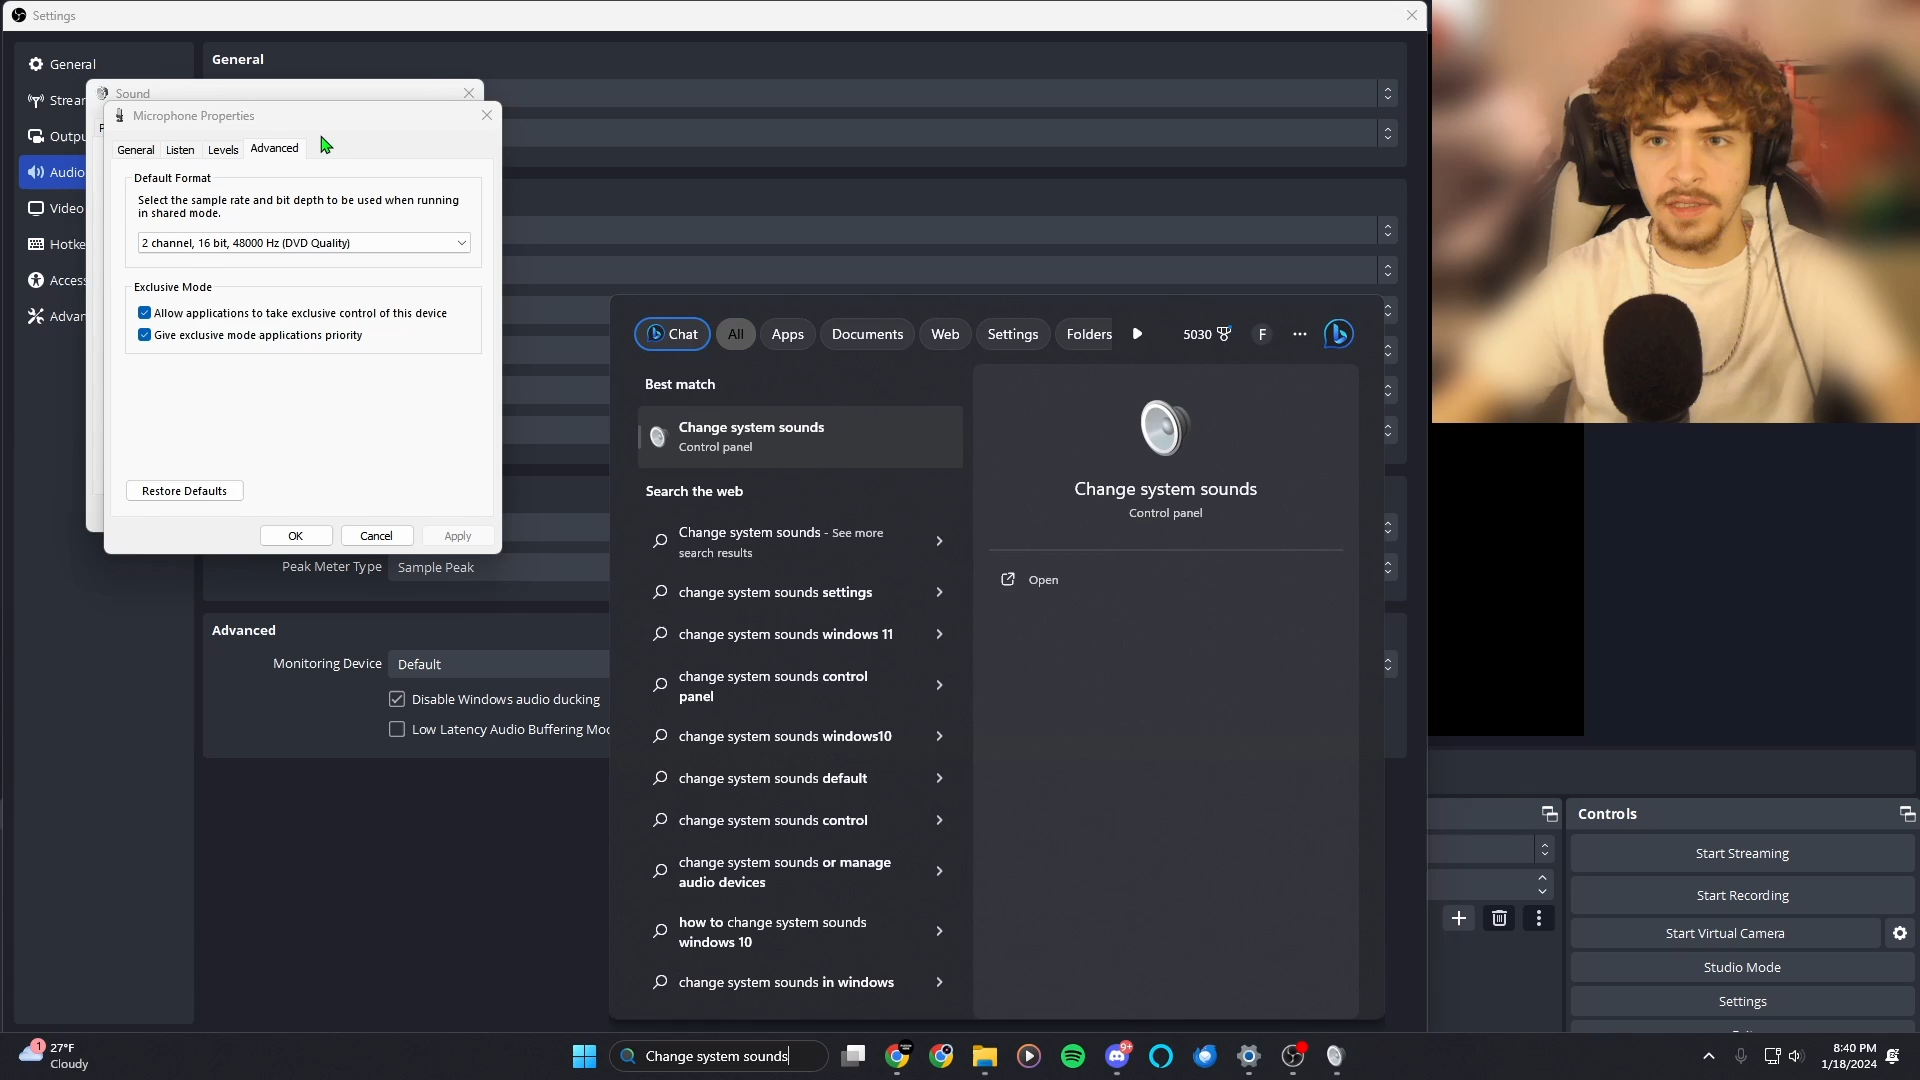 Settings
General
Stream
Outpu
Audio
Video
Hotke
Access
Advan
General
Sound
Microphone Properties
General
Listen
Levels
Advanced
Default Format
Select the sample rate and bit depth to be used when running
in shared mode.
2 channel, 16 bit, 48000 Hz (DVD Quality)
Exclusive Mode
Allow applications to take exclusive control of this device
Give exclusive mode applications priority
Restore Defaults
OK
Cancel
Apply
Peak Meter Type
Sample Peak
Advanced
Monitoring Device
Default
Disable Windows audio ducking
Low Latency Audio Buffering Mod
Chat
All
Apps
Documents
Web
Settings
Folders
5030
F
Best match
Change system sounds
Control panel
Search the web
Change system sounds - See more
search results
change system sounds settings
change system sounds windows 11
change system sounds control
panel
change system sounds windows10
change system sounds default
change system sounds control
change system sounds or manage
audio devices
how to change system sounds
windows 10
change system sounds in windows
Change system sounds
Control panel
Open
Controls
Start Streaming
Start Recording
Start Virtual Camera
Studio Mode
Settings
1
27°F
Cloudy
Change system sounds
9+
8:40 PM
1/18/2024